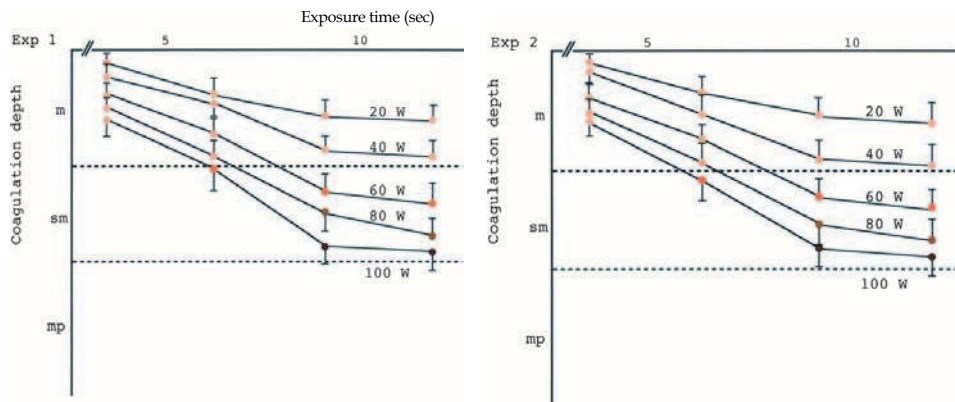 Exposure time (sec)
Exp 1 5 10
Coagulation depth
m
sm
mp
20 W
40 W
60 W
80 W
100 W
Exp 2 5 10
Coagulation depth
m
sm
mp
20 W
40 W
60 W
80 W
100 W